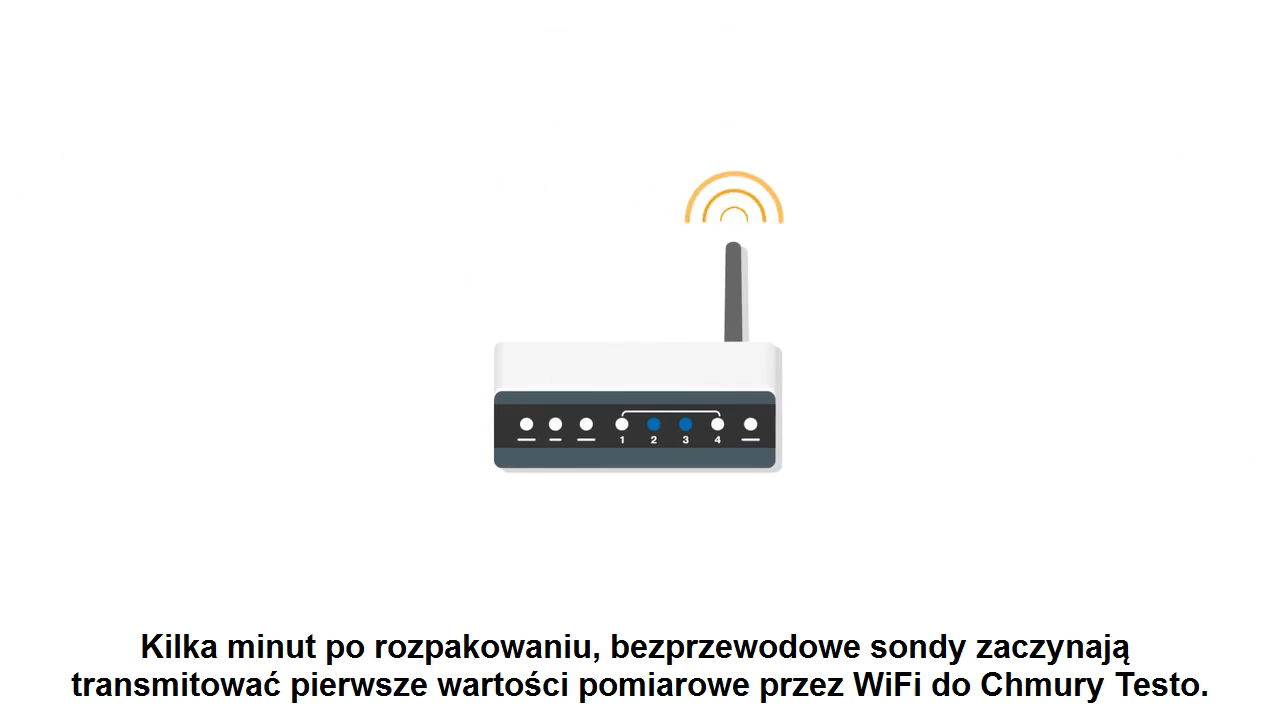 1 2 3 4
Kilka minut po rozpakowaniu, bezprzewodowe sondy zaczynają
transmitować pierwsze wartości pomiarowe przez WiFi do Chmury Testo.